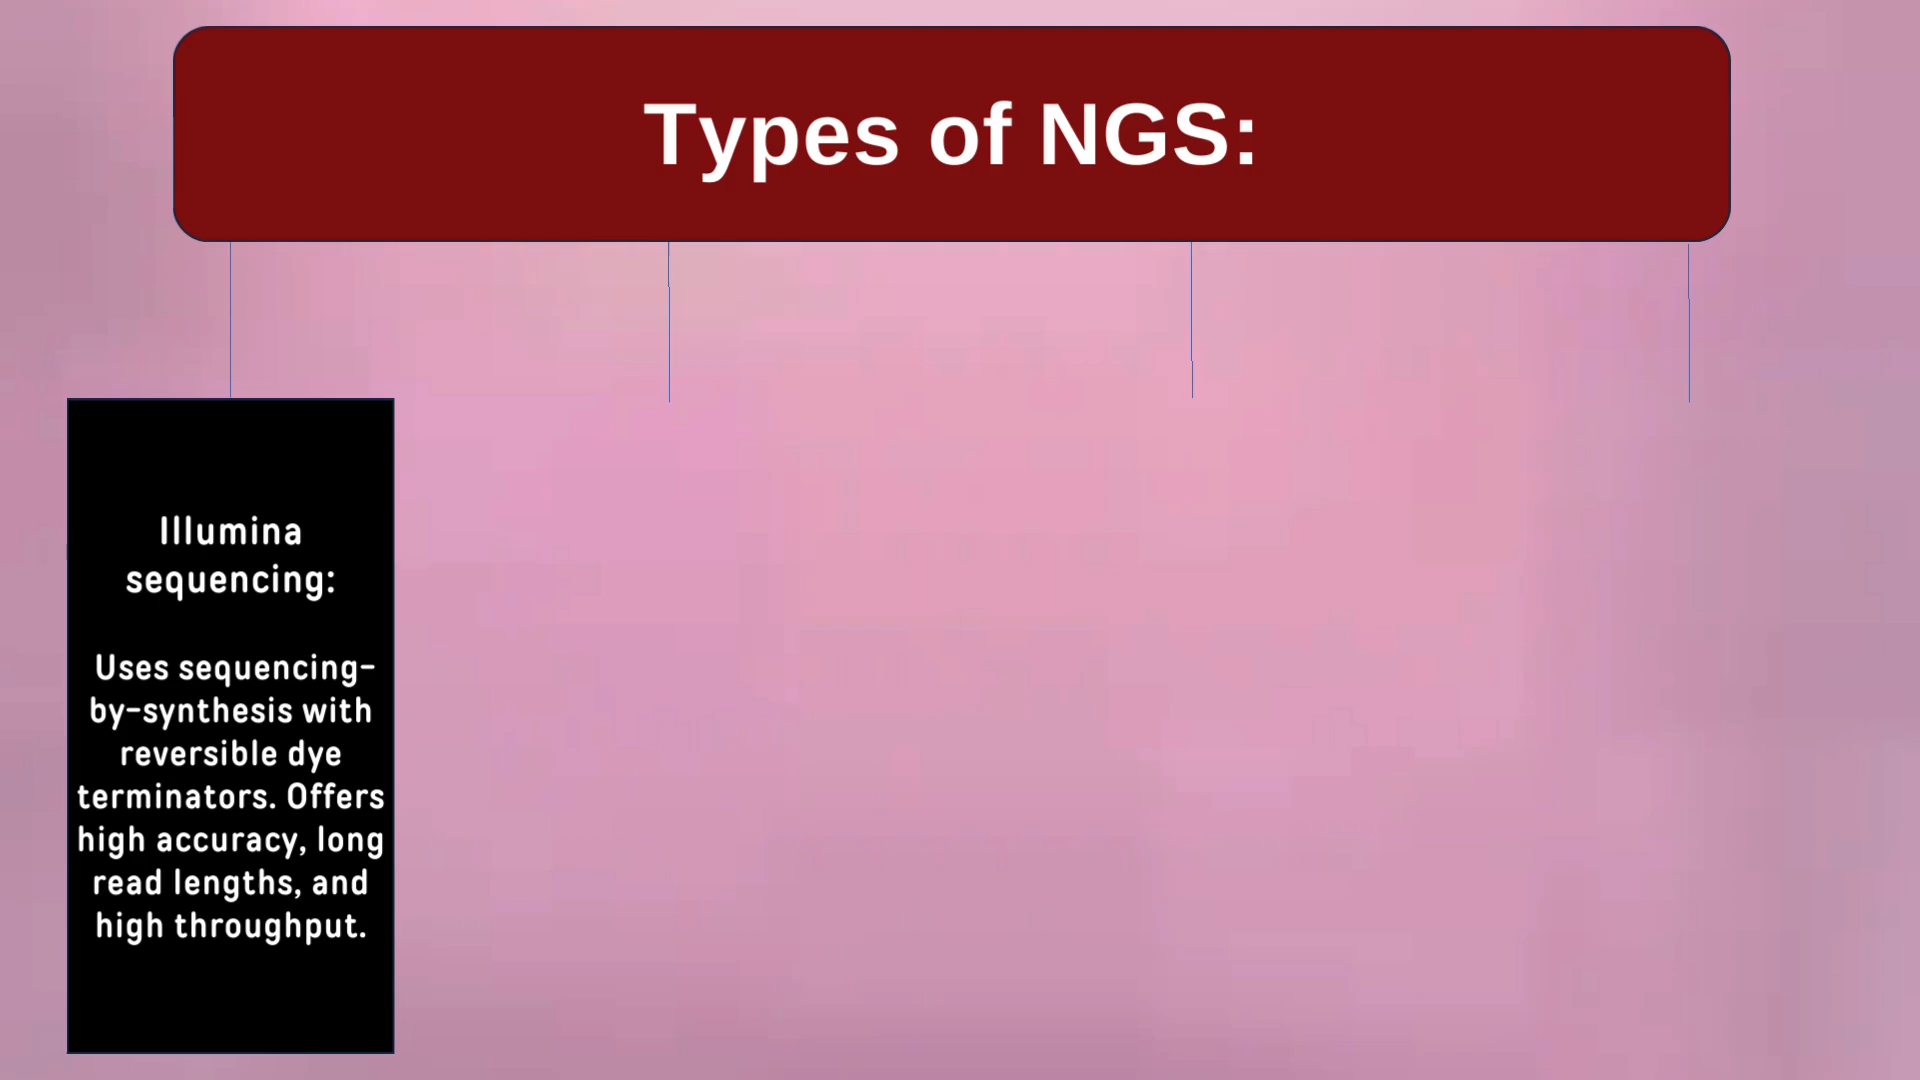 Types of NGS:
Illumina
sequencing:
Uses sequencing-
by-synthesis with
reversible dye
terminators. Offers
high accuracy, long
read lengths, and
high throughput.